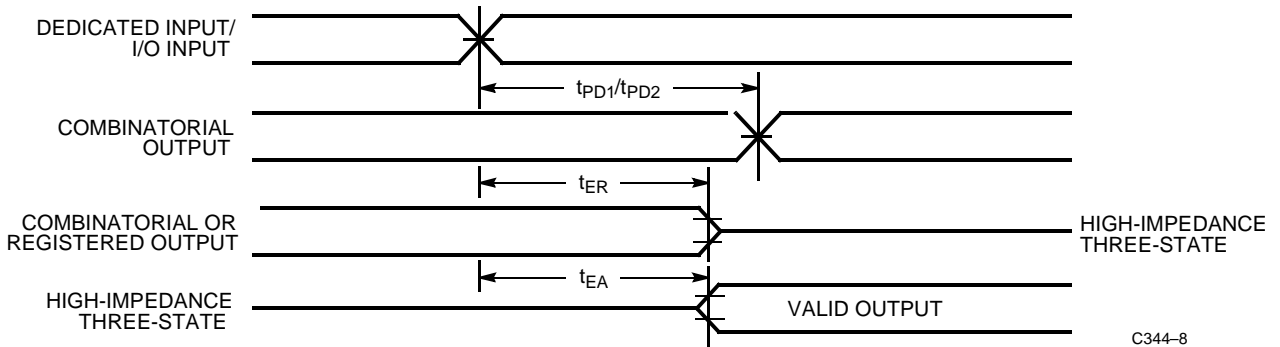 DEDICATED INPUT/
I/O INPUT
tPD1/tPD2
COMBINATORIAL
OUTPUT
tER
COMBINATORIAL OR
REGISTERED OUTPUT
HIGH-IMPEDANCE
THREE-STATE
tEA
HIGH-IMPEDANCE
THREE-STATE
VALID OUTPUT
C344–8